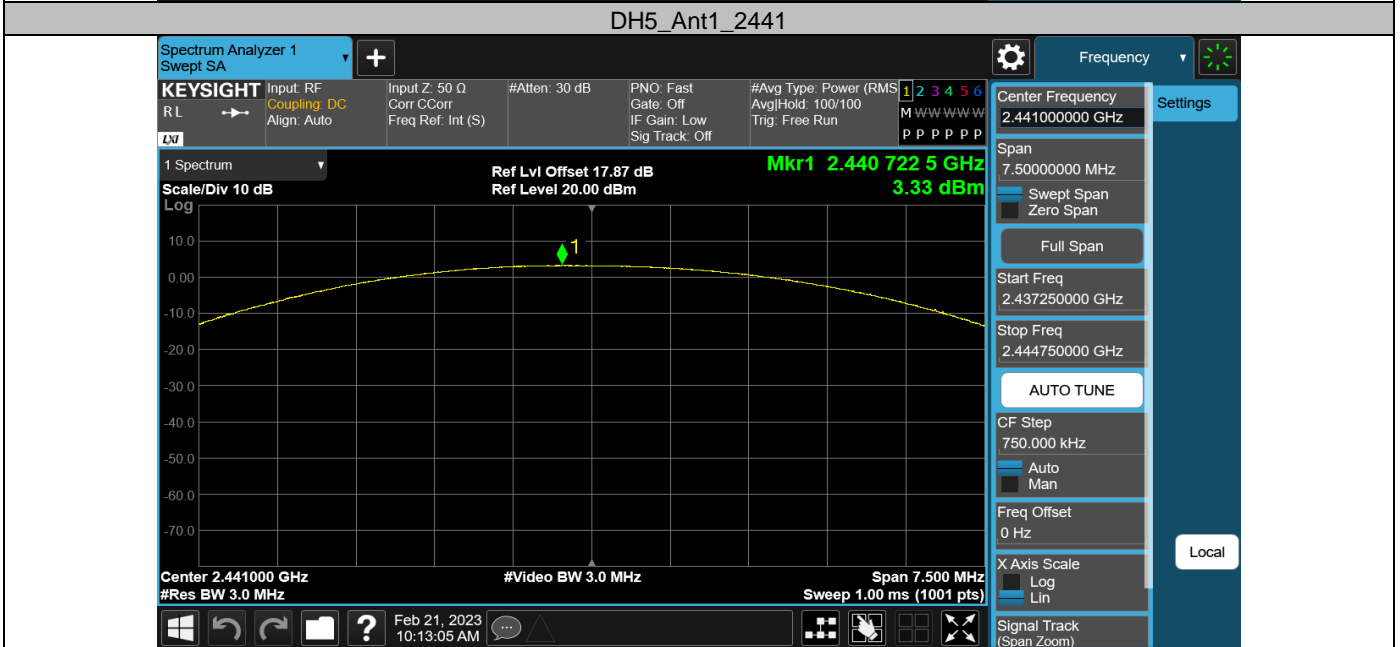 DH5_Ant1_2441
Spectrum Analyzer 1
Swept SA
Frequency
KEYSIGHT
RL
LXI
Input: RF
Coupling: DC
Align: Auto
Input Z: 50 Ω
Corr CCorr
Freq Ref: Int (S)
#Atten: 30 dB
PNO: Fast
Gate: Off
IF Gain: Low
Sig Track: Off
#Avg Type: Power (RMS
Avg|Hold: 100/100
Trig: Free Run
1 2 3 4 5 6
M W W W W W
P P P P P P
1 Spectrum
Scale/Div 10 dB
Log
Ref Lvl Offset 17.87 dB
Ref Level 20.00 dBm
Mkr1 2.440 722 5 GHz
3.33 dBm
1
10.0
0.00
-10.0
-20.0
-30.0
-40.0
-50.0
-60.0
-70.0
Center 2.441000 GHz
#Res BW 3.0 MHz
#Video BW 3.0 MHz
Span 7.500 MHz
Sweep 1.00 ms (1001 pts)
Feb 21, 2023
10:13:05 AM
Center Frequency
2.441000000 GHz
Settings
Span
7.50000000 MHz
Swept Span
Zero Span
Full Span
Start Freq
2.437250000 GHz
Stop Freq
2.444750000 GHz
AUTO TUNE
CF Step
750.000 kHz
Auto
Man
Freq Offset
0 Hz
X Axis Scale
Log
Lin
Local
Signal Track
(Span Zoom)